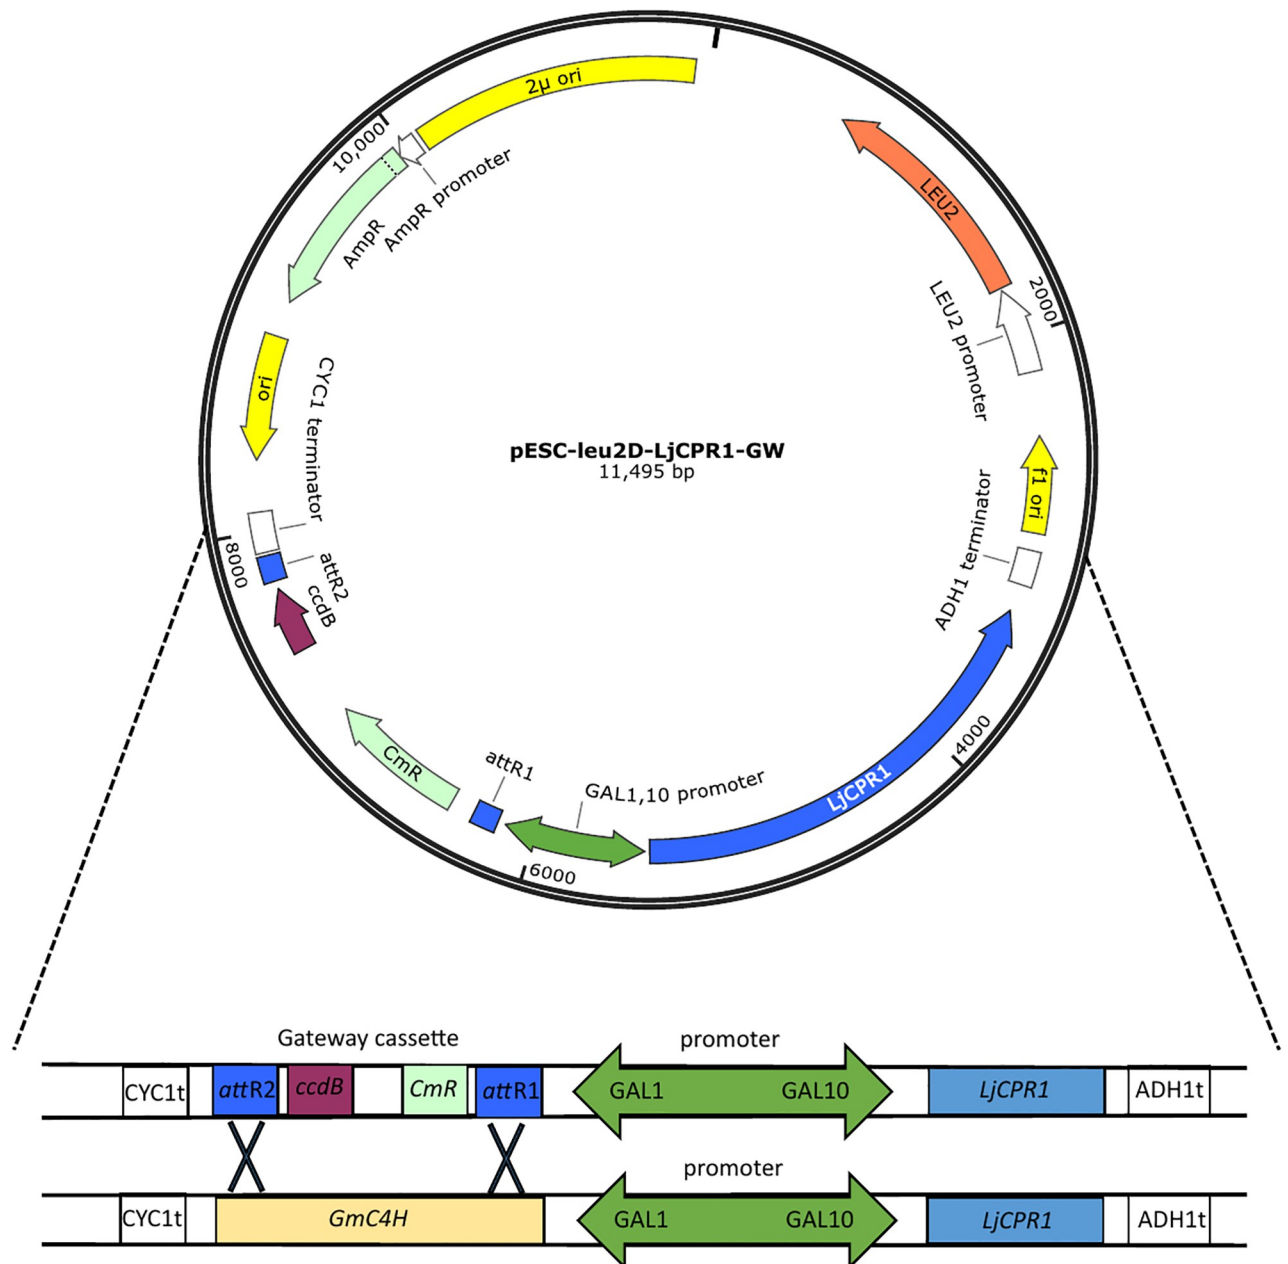 2μ ori
10,000
AmpR promoter
AmpR
LEU2
2000
LEU2 promoter
ori
CYC1 terminator
pESC-leu2D-LjCPR1-GW
11,495 bp
f1 ori
ADH1 terminator
8000
attR2
ccdB
4000
CmR
attR1
GAL1,10 promoter
LjCPR1
6000
Gateway cassette promoter
CYC1t attR2 ccdB CmR attR1 GAL1 GAL10 LjCPR1 ADH1t
promoter
CYC1t GmC4H GAL1 GAL10 LjCPR1 ADH1t